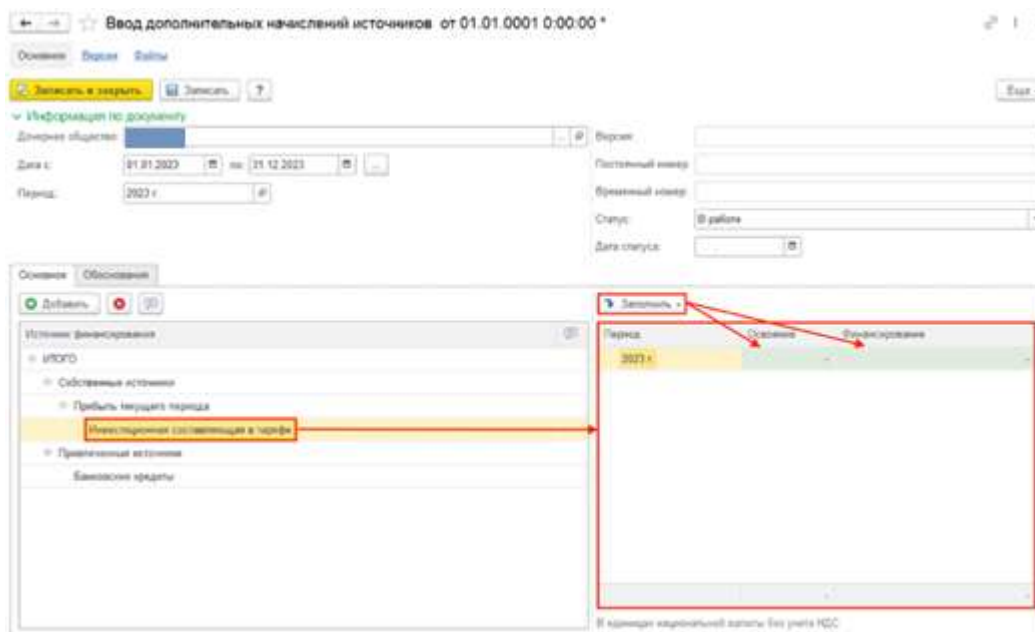 Ввод дополнительных начислений источников от 01.01.0001 0:00:00 *
Основное Версии Файлы
Записать и закрыть Записать ? Еще
Информация по документу
Дочернее общество: Версия:
Дата с: 01.01.2023 по: 31.12.2023 ... Постоянный номер:
Период: 2023 г. Временный номер:
Статус: В работе
Дата статуса: . .
Основное Обоснования
Добавить Заполнить
Источник финансирования Период Освоение Финансирование
ИТОГО 2023 г. - -
Собственные источники
Прибыль текущего периода
Инвестиционная составляющая в тарифе
Привлеченные источники
Банковские кредиты
- -
В единицах национальной валюты без учета НДС